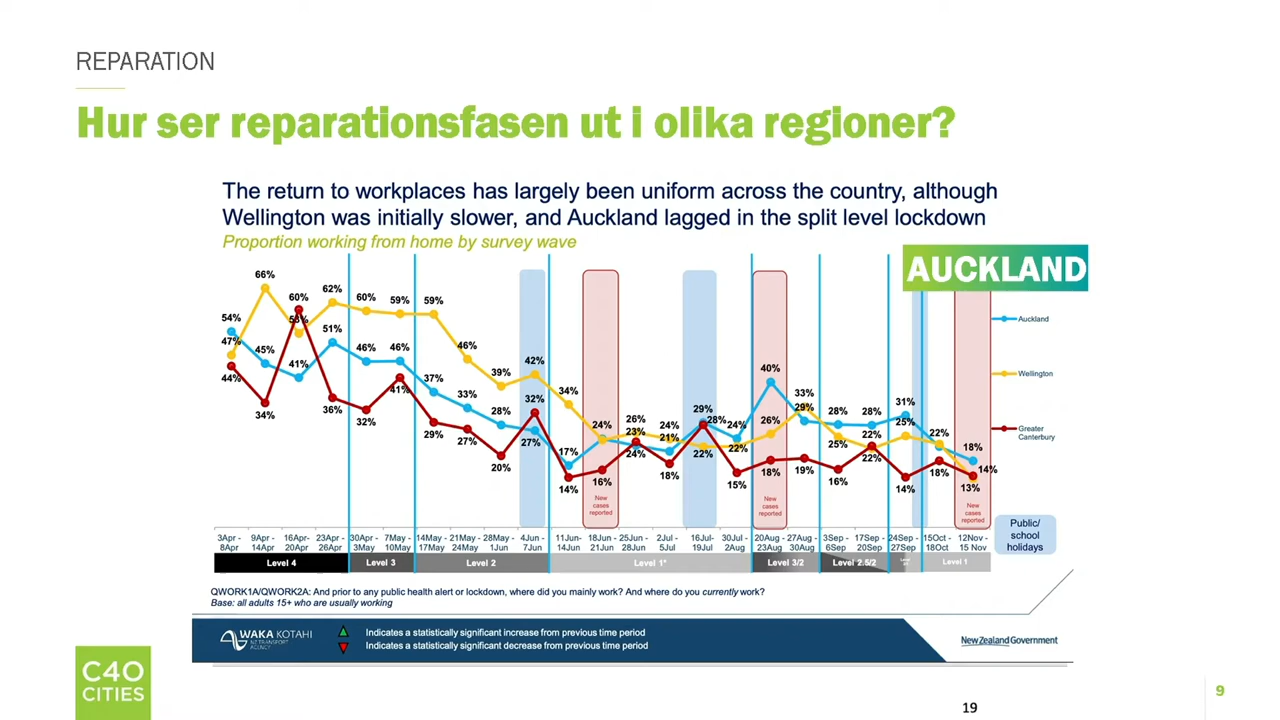 REPARATION
Hur ser reparationsfasen ut i olika regioner?
The return to workplaces has largely been uniform across the country, although
Wellington was initially slower, and Auckland lagged in the split level lockdown
Proportion working from home by survey wave
AUCKLAND
66% 62% 60% 60% 59% 59%
54% 47% 45% 53% 51% 46% 46% 46%
44% 41% 41% 42%
34% 36% 32% 37% 39%
33% 32% 34%
29% 27% 28% 27%
20% 17% 14% 24% 16%
26% 23% 24% 24% 21% 18%
29% 28% 22% 24% 22% 15%
40% 26% 18% 33% 29% 19%
28% 25% 16% 28% 22% 22%
31% 25% 14% 22% 18% 18% 14% 13%
Auckland
Wellington
Greater
Canterbury
New
cases
reported
New
cases
reported
New
cases
reported
3Apr - 9Apr - 16Apr- 23Apr - 30Apr - 7May - 14May - 21May - 28May - 4Jun - 11Jun- 18Jun - 25Jun - 2Jul - 16Jul- 30Jul - 20Aug - 27Aug - 3Sep - 17Sep - 24Sep - 15Oct - 12Nov -
8Apr 14Apr 20Apr 26Apr 3May 10May 17May 24May 1Jun 7Jun 14Jun 21Jun 28Jun 5Jul 19Jul 2Aug 23Aug 30Aug 6Sep 20Sep 27Sep 18Oct 15 Nov
Public/
school
holidays
Level 4 Level 3 Level 2 Level 1* Level 3/2 Level 2.5/2 Level 1
QWORK1A/QWORK2A: And prior to any public health alert or lockdown, where did you mainly work? And where do you currently work?
Base: all adults 15+ who are usually working
WAKA KOTAHI
NZ TRANSPORT
AGENCY
Indicates a statistically significant increase from previous time period
Indicates a statistically significant decrease from previous time period
New Zealand Government
C40
CITIES
9
19